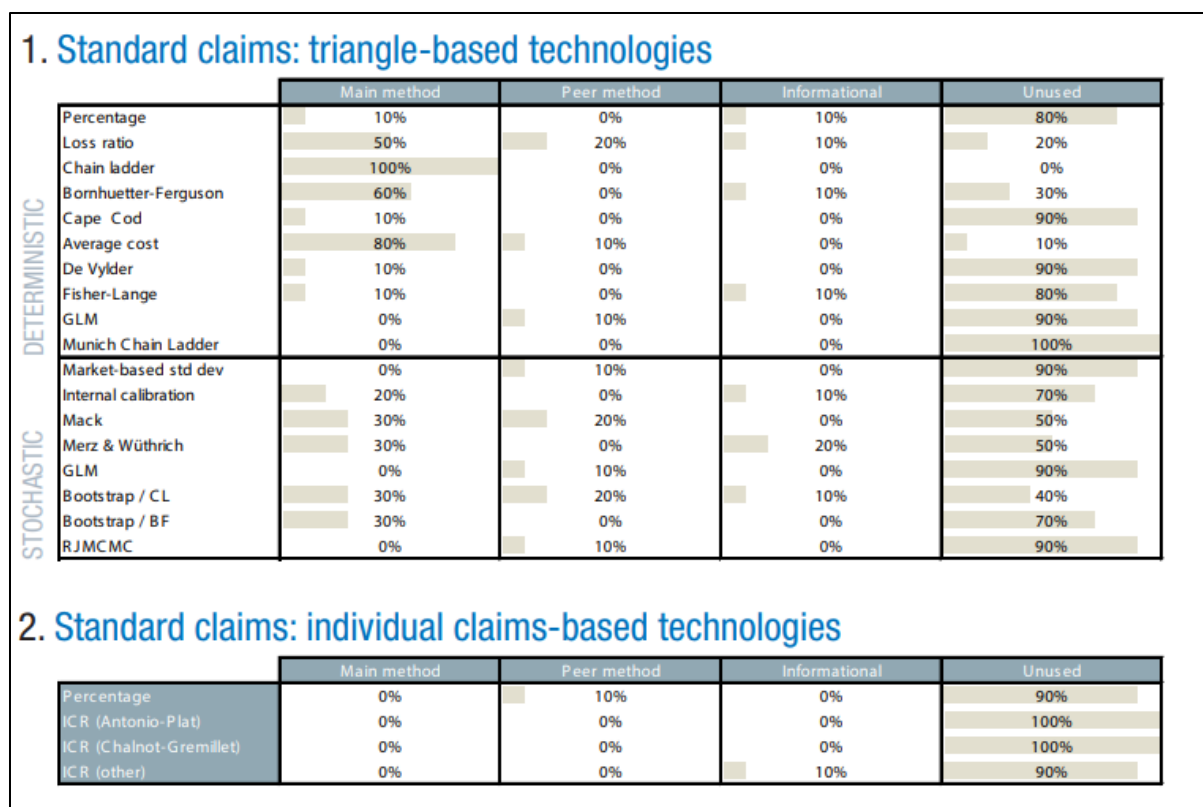 1. Standard claims: triangle-based technologies
Main method Peer method Informational Unused
DETERMINISTIC
Percentage 10% 0% 10% 80%
Loss ratio 50% 20% 10% 20%
Chain ladder 100% 0% 0% 0%
Bornhuetter-Ferguson 60% 0% 10% 30%
Cape Cod 10% 0% 0% 90%
Average cost 80% 10% 0% 10%
De Vylder 10% 0% 0% 90%
Fisher-Lange 10% 0% 10% 80%
GLM 0% 10% 0% 90%
Munich Chain Ladder 0% 0% 0% 100%
STOCHASTIC
Market-based std dev 0% 10% 0% 90%
Internal calibration 20% 0% 10% 70%
Mack 30% 20% 0% 50%
Merz & Wüthrich 30% 0% 20% 50%
GLM 0% 10% 0% 90%
Bootstrap / CL 30% 20% 10% 40%
Bootstrap / BF 30% 0% 0% 70%
RJMCMC 0% 10% 0% 90%
2. Standard claims: individual claims-based technologies
Main method Peer method Informational Unused
Percentage 0% 10% 0% 90%
ICR (Antonio-Plat) 0% 0% 0% 100%
ICR (Chalnot-Gremillet) 0% 0% 0% 100%
ICR (other) 0% 0% 10% 90%